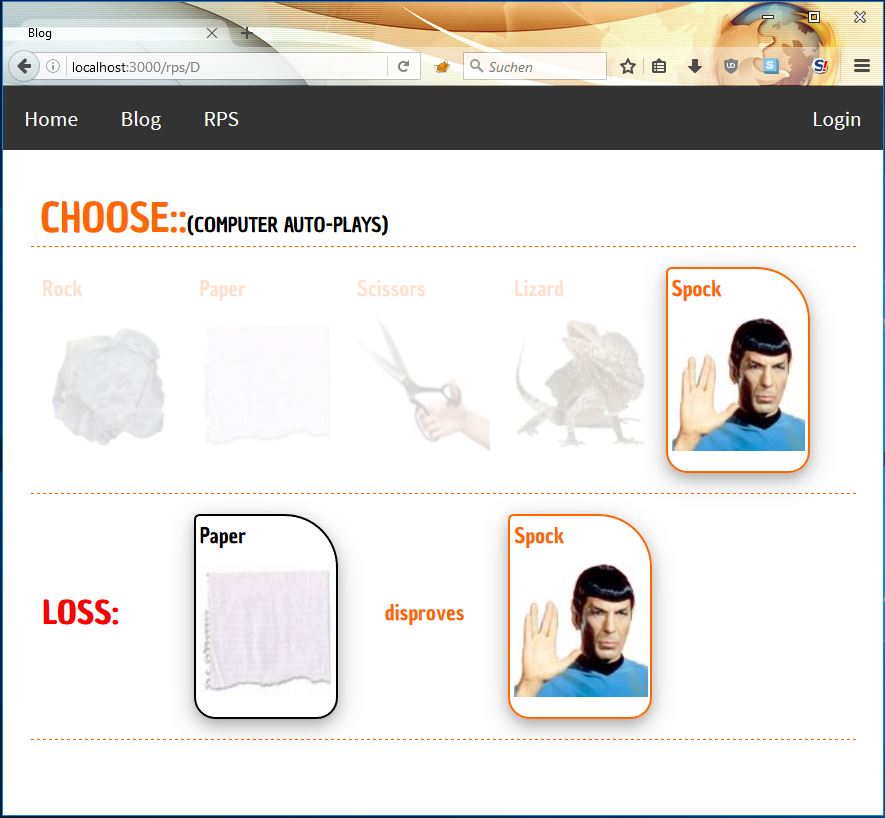 Blog
localhost:3000/rps/D
Suchen
Home Blog RPS Login
CHOOSE::(COMPUTER AUTO-PLAYS)
Rock Paper Scissors Lizard Spock
Paper Spock
LOSS: disproves